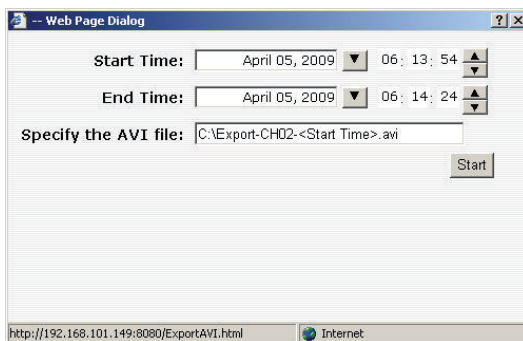 -- Web Page Dialog
Start Time: April 05, 2009 06: 13: 54
End Time: April 05, 2009 06: 14: 24
Specify the AVI file: C:\Export-CH02-<Start Time>.avi
Start
http://192.168.101.149:8080/ExportAVI.html Internet